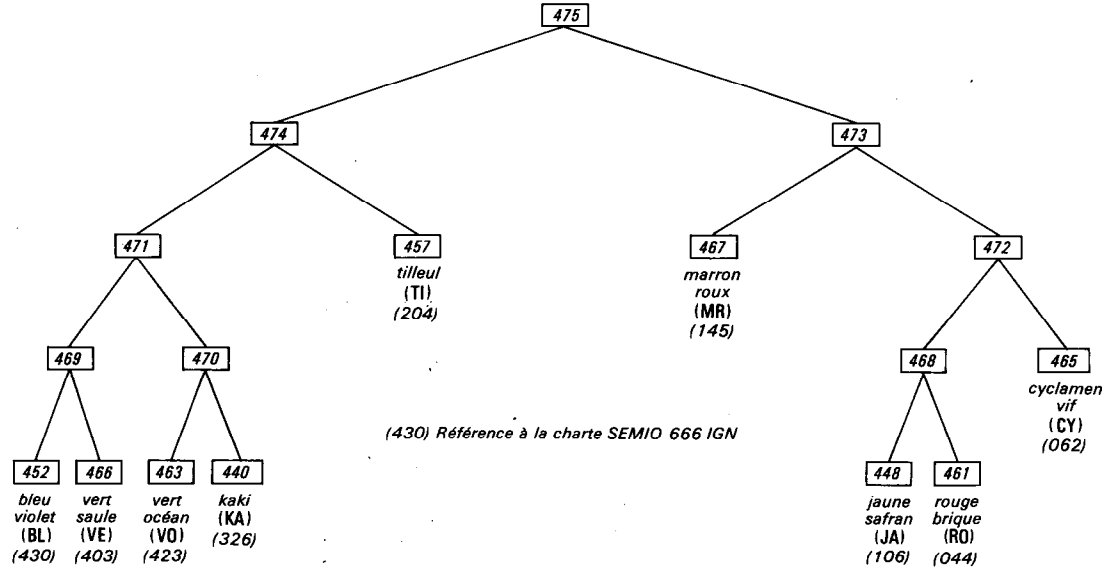 475
474
473
471
457
467
472
tilleul
(TI)
(204)
marron
roux
(MR)
(145)
469
470
468
465
cyclamen
vif
(CY)
(062)
(430) Référence à la charte SEMIO 666 IGN
452
466
463
440
448
461
bleu
violet
(BL)
(430)
vert
saule
(VE)
(403)
vert
océan
(VO)
(423)
kaki
(KA)
(326)
jaune
safran
(JA)
(106)
rouge
brique
(RO)
(044)